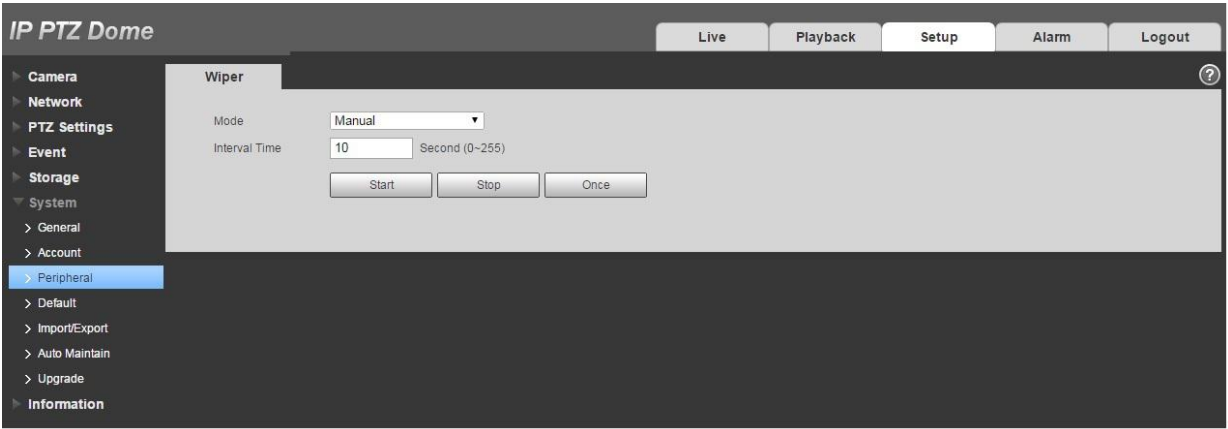 IP PTZ Dome
Live Playback Setup Alarm Logout
Camera
Network
PTZ Settings
Event
Storage
System
General
Account
Peripheral
Default
Import/Export
Auto Maintain
Upgrade
Information
Wiper
?
Mode Manual
Interval Time 10 Second (0~255)
Start Stop Once